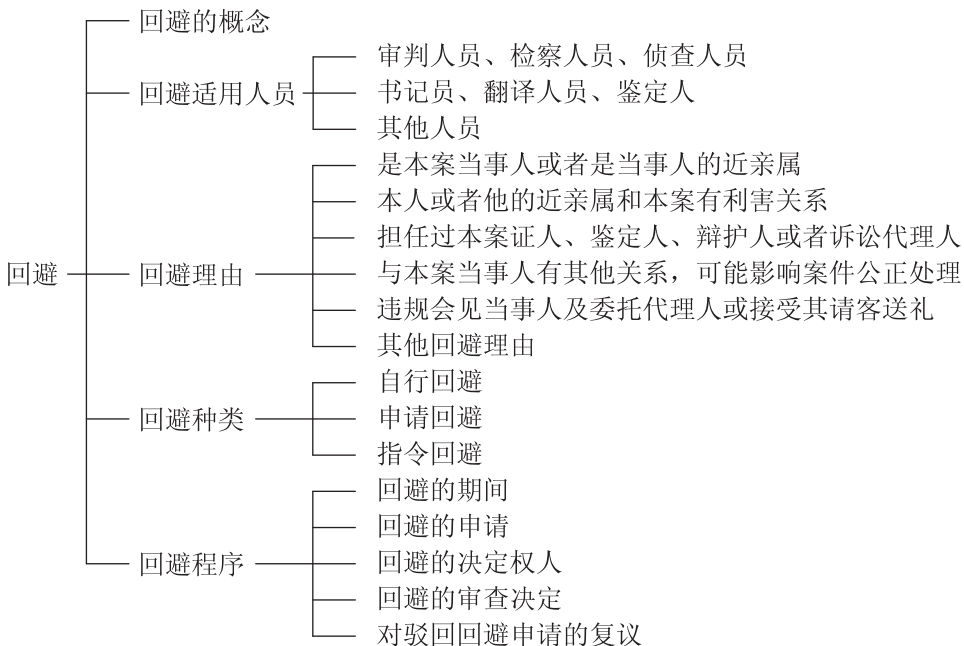 回避
回避的概念
回避适用人员
审判人员、检察人员、侦查人员
书记员、翻译人员、鉴定人
其他人员
回避理由
是本案当事人或者是当事人的近亲属
本人或者他的近亲属和本案有利害关系
担任过本案证人、鉴定人、辩护人或者诉讼代理人
与本案当事人有其他关系，可能影响案件公正处理
违规会见当事人及委托代理人或接受其请客送礼
其他回避理由
回避种类
自行回避
申请回避
指令回避
回避程序
回避的期间
回避的申请
回避的决定权人
回避的审查决定
对驳回回避申请的复议